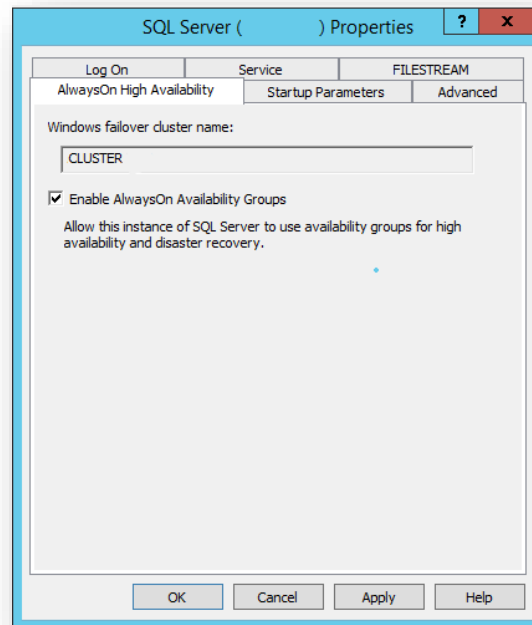 SQL Server ( ) Properties
? x
Log On Service FILESTREAM
AlwaysOn High Availability Startup Parameters Advanced
Windows failover cluster name:
CLUSTER
Enable AlwaysOn Availability Groups
Allow this instance of SQL Server to use availability groups for high
availability and disaster recovery.
OK Cancel Apply Help